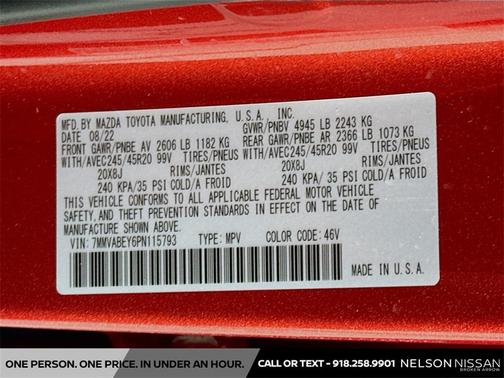 MFD. BY MAZDA TOYOTA MANUFACTURING, U.S.A., INC.
DATE 08/22 GVWR/PNBV 4945 LB 2243 KG
FRONT GAWR/PNBE AV 2606 LB 1182 KG REAR GAWR/PNBE AR 2366 LB 1073 KG
WITH/AVEC245/45R20 99V TIRES/PNEUS WITH/AVEC245/45R20 99V TIRES/PNEUS
20X8J RIMS/JANTES 20X8J RIMS/JANTES
240 KPA/ 35 PSI COLD/A FROID 240 KPA/ 35 PSI COLD/A FROID
THIS VEHICLE CONFORMS TO ALL APPLICABLE FEDERAL MOTOR VEHICLE
SAFETY,AND THEFT PREVENTION STANDARDS IN EFFECT ON THE DATE OF
MANUFACTURE SHOWN ABOVE.
VIN: 7MMVABEY6PN115793 TYPE: MPV COLOR CODE: 46V
MADE IN U.S.A.
ONE PERSON. ONE PRICE. IN UNDER AN HOUR. CALL OR TEXT - 918.258.9901 NELSON NISSAN
BROKEN ARROW